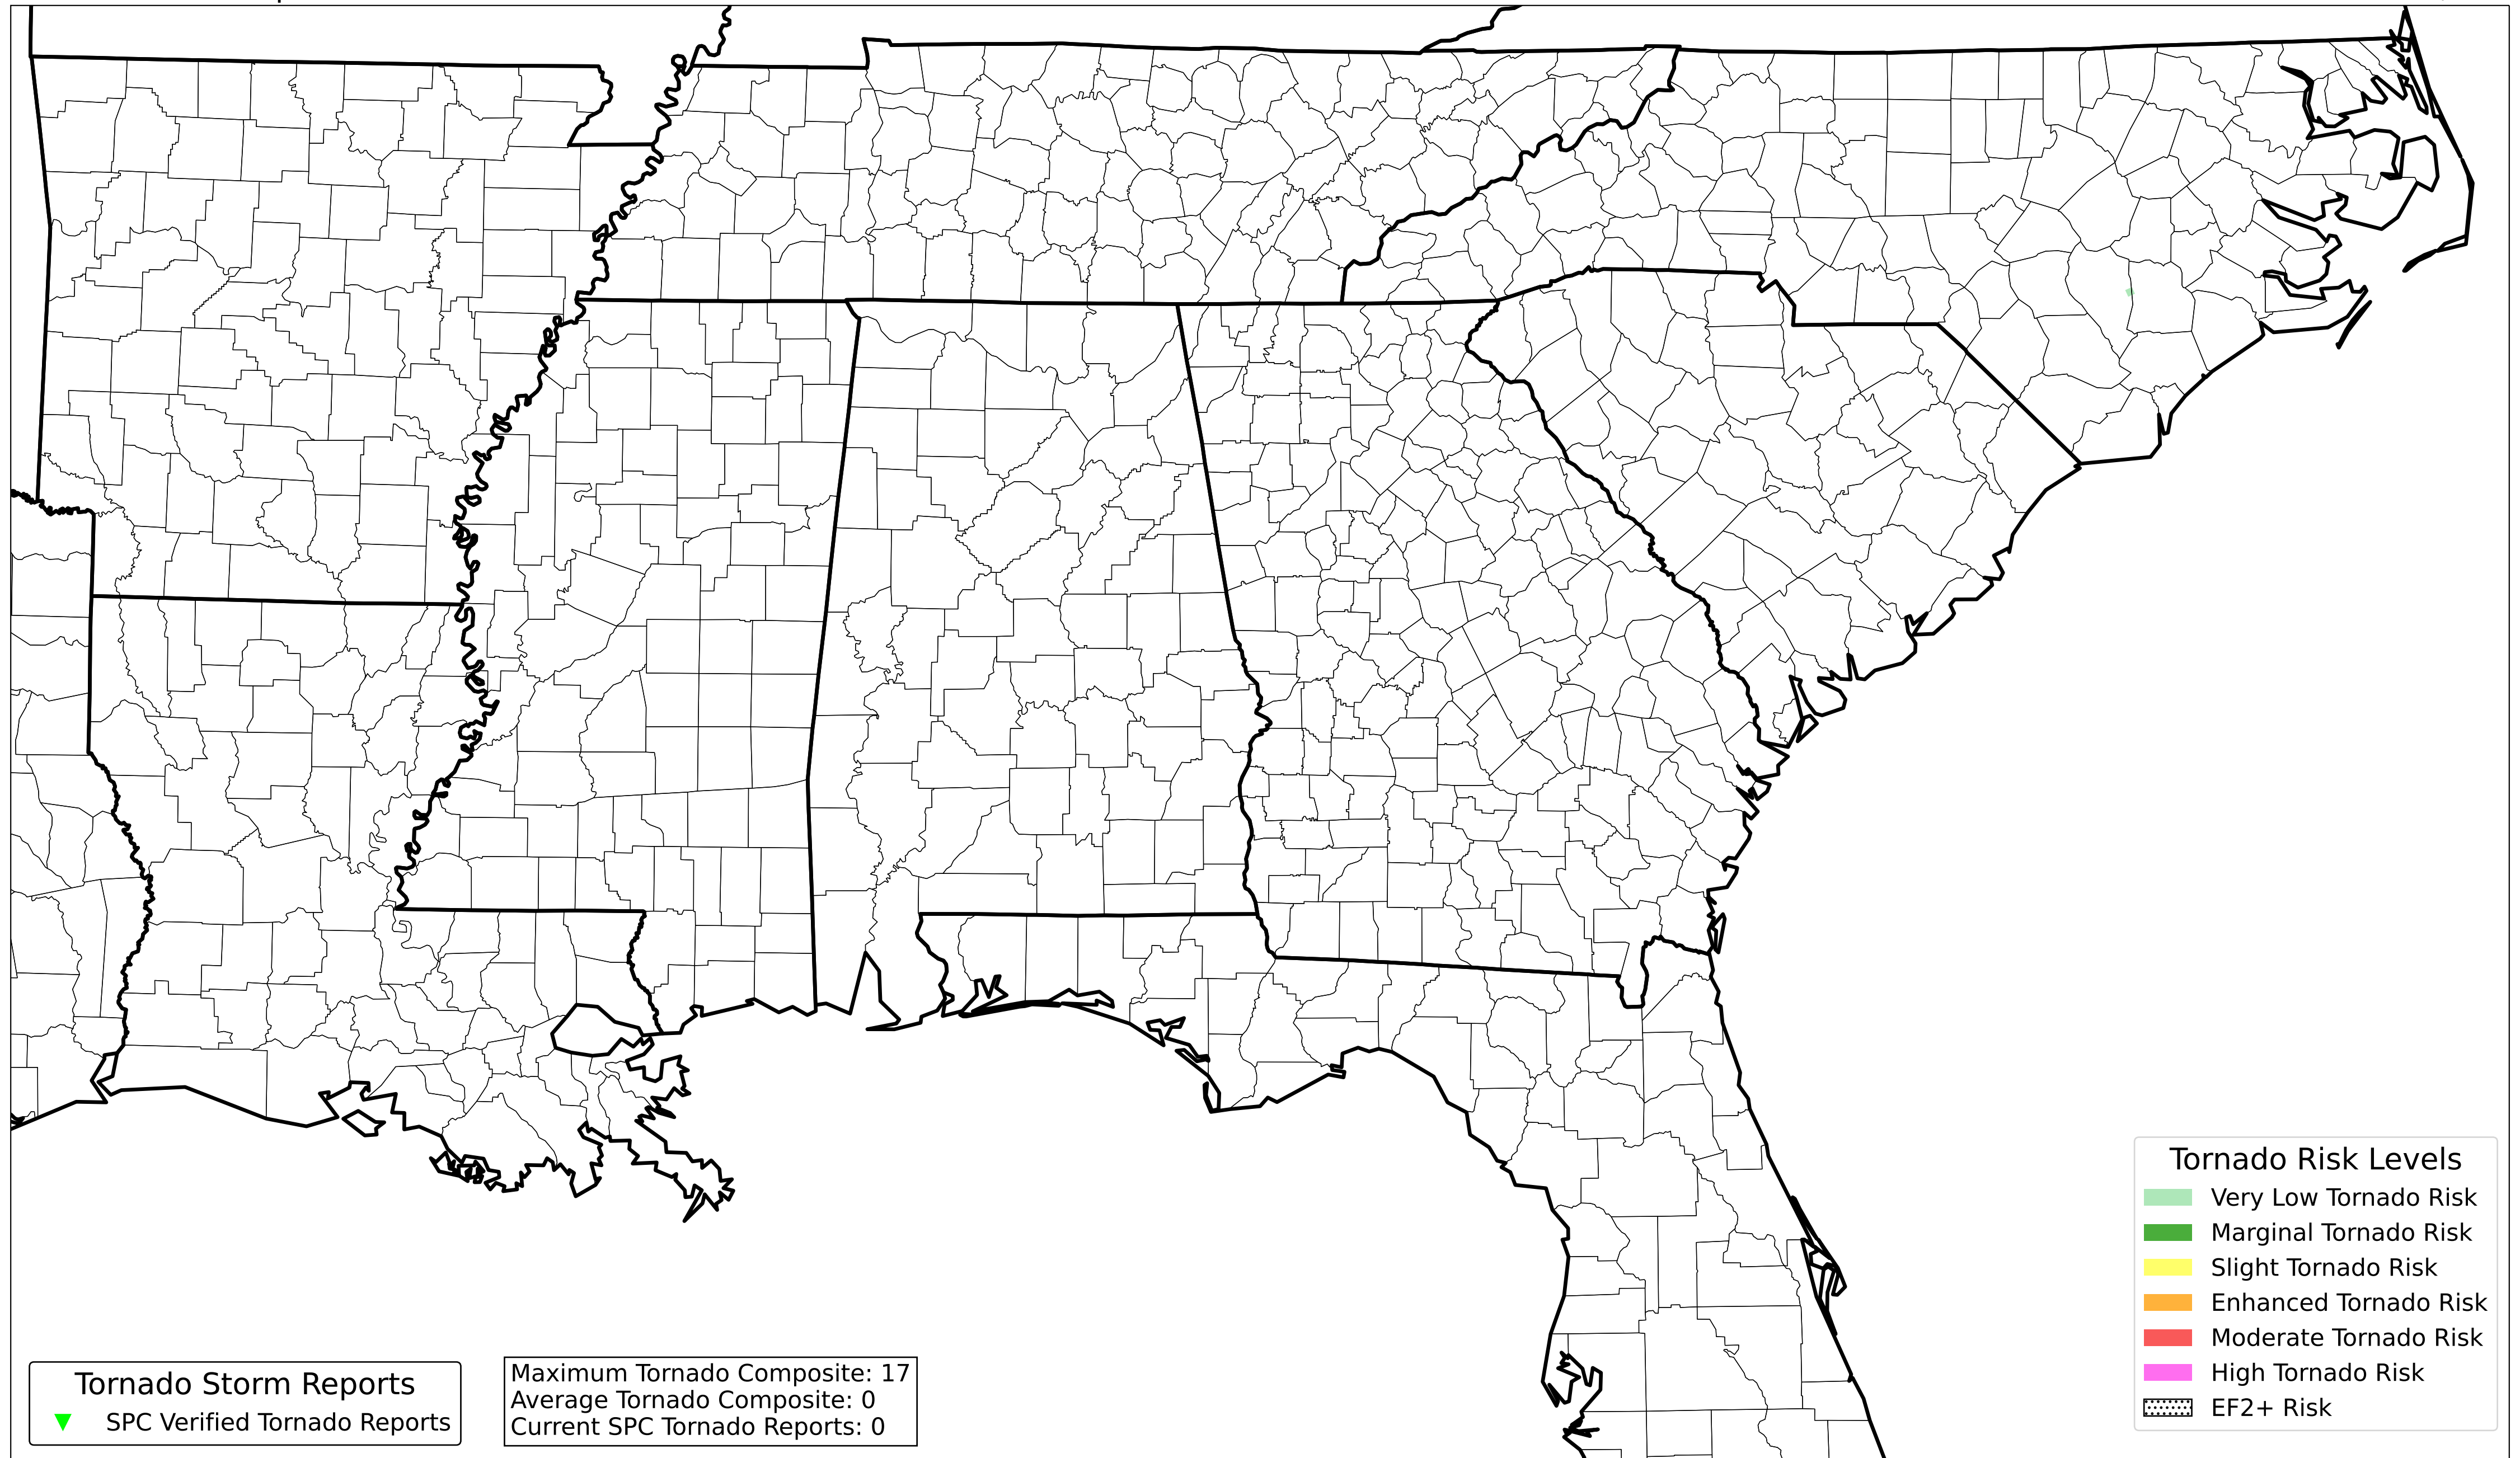 Tornado Risk Levels
Very Low Tornado Risk
Marginal Tornado Risk
Slight Tornado Risk
Enhanced Tornado Risk
Moderate Tornado Risk
High Tornado Risk
EF2+ Risk
Tornado Storm Reports
SPC Verified Tornado Reports
Maximum Tornado Composite: 17
Average Tornado Composite: 0
Current SPC Tornado Reports: 0